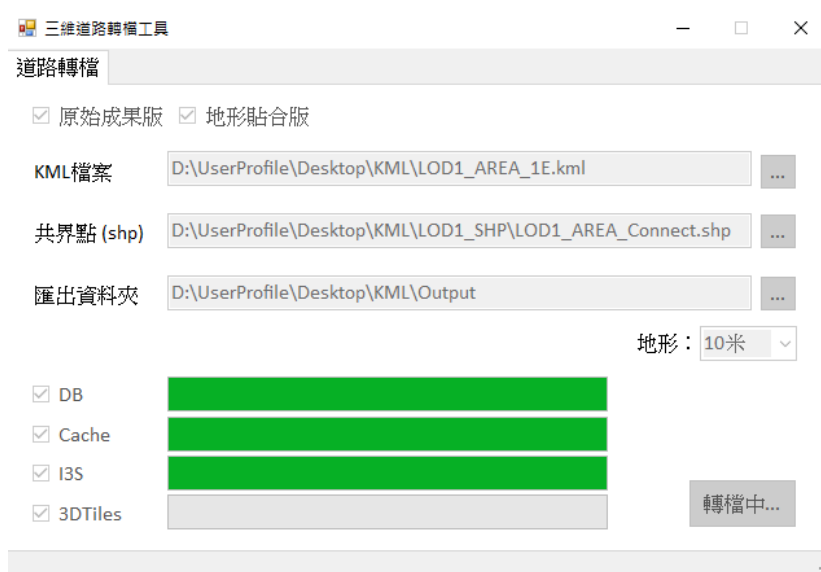 三維道路轉檔工具
道路轉檔
原始成果版 地形貼合版
KML檔案 D:\UserProfile\Desktop\KML\LOD1_AREA_1E.kml ...
共界點 (shp) D:\UserProfile\Desktop\KML\LOD1_SHP\LOD1_AREA_Connect.shp ...
匯出資料夾 D:\UserProfile\Desktop\KML\Output ...
地形：10米
DB
Cache
I3S
3DTiles
轉檔中...